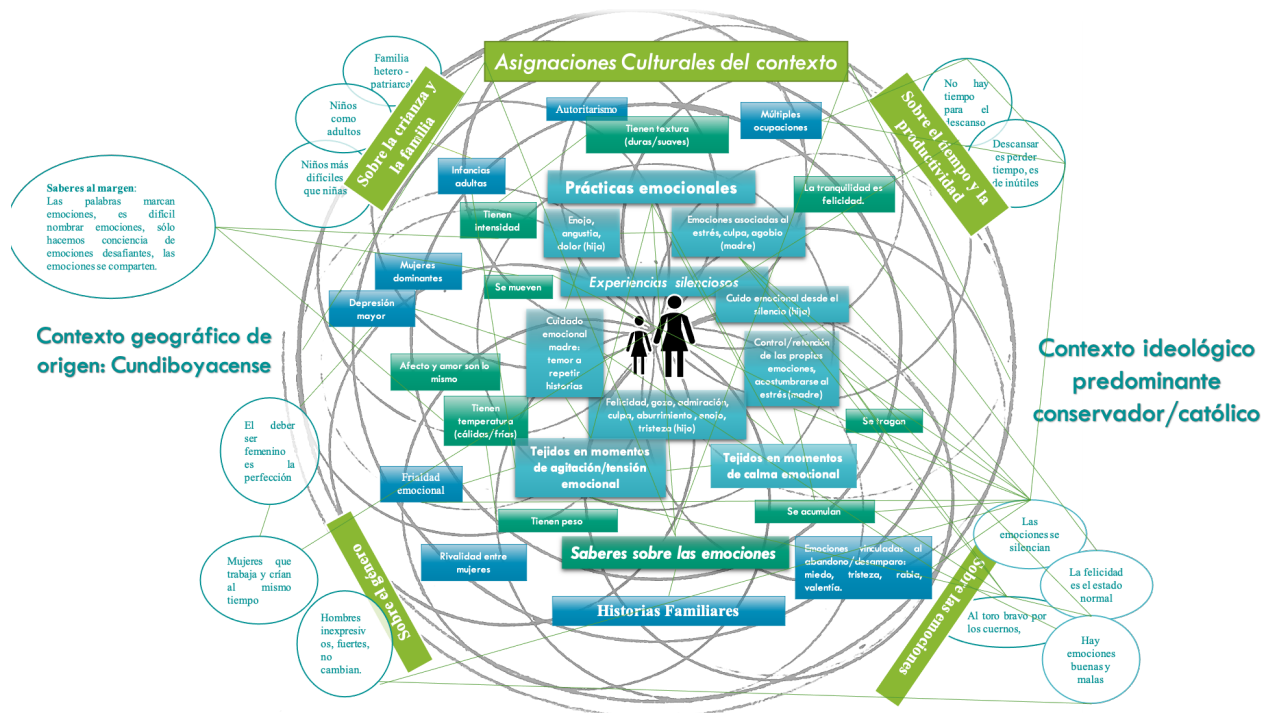 Asignaciones Culturales del contexto
Familia
hetero -
patriarcal
Niños
como
adultos
Niños más
difíciles
que niñas
Sobre la crianza y
la familia
Autoritarismo
Tienen textura
(duras/suaves)
Múltiples
ocupaciones
Sobre el tiempo y la
productividad
No hay
tiempo
para el
descanso
Descansar
es perder
tiempo, es
de inútiles
Saberes al margen:
Las palabras marcan
emociones, es difícil
nombrar emociones, sólo
hacemos conciencia de
emociones desafiantes, las
emociones se comparten.
Infancias
adultas
Prácticas emocionales
La tranquilidad es
felicidad.
Tienen
intensidad
Enojo,
angustia,
dolor (hija)
Emociones asociadas al
estrés, culpa, agobio
(madre)
Mujeres
dominantes
Se mueven
Experiencias silenciosos
Depresión
mayor
Cuido emocional desde el
silencio (hija)
Cuidado
emocional
madre:
temor a
repetir
historias
Control/retención
de las propias
emociones,
acostumbrarse al
estrés (madre)
Contexto geográfico de
origen: Cundiboyacense
Contexto ideológico
predominante
conservador/católico
Afecto y amor son lo
mismo
Tienen
temperatura
(cálidas/frías)
Felicidad, gozo, admiración,
culpa, aburrimiento, enojo,
tristeza (hija)
Se tragan
El deber
ser
femenino
es la
perfección
Tejidos en momentos
de agitación/tensión
emocional
Tejidos en momentos
de calma emocional
Frialdad
emocional
Tienen peso
Se acumulan
Las
emociones se
silencian
Saberes sobre las emociones
Rivalidad entre
mujeres
Emociones vinculadas al
abandono/desamparo:
miedo, tristeza, rabia,
valentía.
Mujeres que
trabaja y crían
al mismo
tiempo
Sobre el género
La felicidad
es el estado
normal
Historias Familiares
Sobre las emociones
Al toro bravo por
los cuernos,
Hombres
inexpresiv
os, fuertes,
no
cambian.
Hay
emociones
buenas y
malas